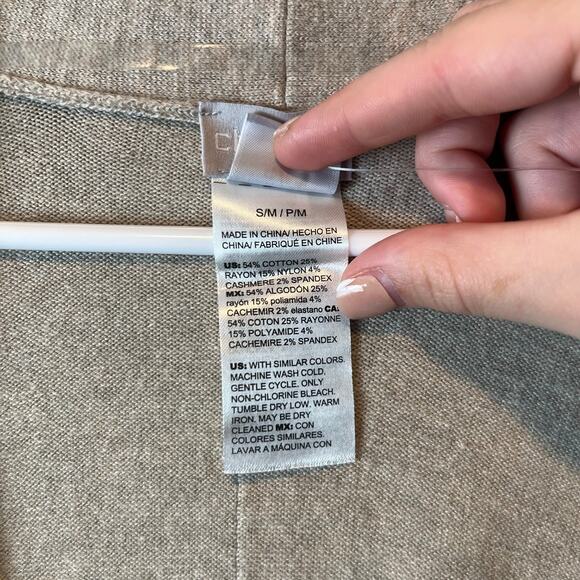 S/M / P/M
MADE IN CHINA/ HECHO EN
CHINA/ FABRIQUÉ EN CHINE
US: 54% COTTON 25%
RAYON 15% NYLON 4%
CASHMERE 2% SPANDEX
MX: 54% ALGODÓN 25%
rayón 15% poliamida 4%
CACHEMIR 2% elastano CA:
54% COTON 25% RAYONNE
15% POLYAMIDE 4%
CACHEMIRE 2% SPANDEX
US: WITH SIMILAR COLORS.
MACHINE WASH COLD,
GENTLE CYCLE. ONLY
NON-CHLORINE BLEACH.
TUMBLE DRY LOW. WARM
IRON. MAY BE DRY
CLEANED MX: CON
COLORES SIMILARES.
LAVAR A MÁQUINA CON